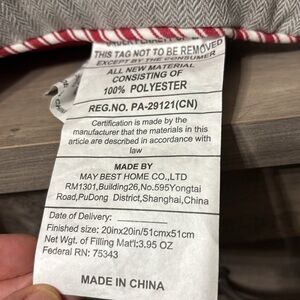 UNDER PENALTY OF
THIS TAG NOT TO BE REMOVED
EXCEPT BY THE CONSUMER
ALL NEW MATERIAL
CONSISTING OF
100% POLYESTER
REG.NO. PA-29121(CN)
Certification is made by the
manufacturer that the materials in this
article are described in accordance with
law
MADE BY
MAY BEST HOME CO.,LTD
RM1301,Building26,No.595Yongtai
Road,PuDong District,Shanghai,China
Date of Delivery:
Finished size: 20inx20in/51cmx51cm
Net Wgt. of Filling Mat'l:3.95 OZ
Federal RN: 75343
MADE IN CHINA